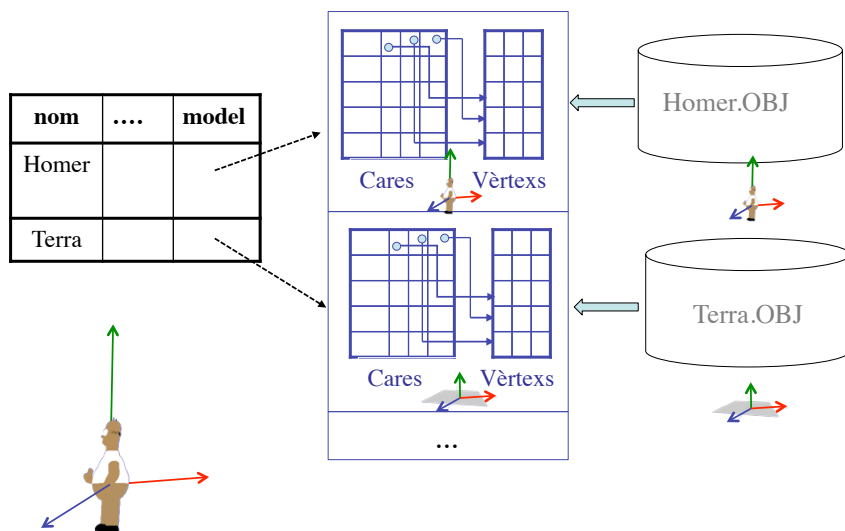 nom
....
model
Homer
Terra
Cares
Vèrtexs
Cares
Vèrtexs
...
Homer.OBJ
Terra.OBJ